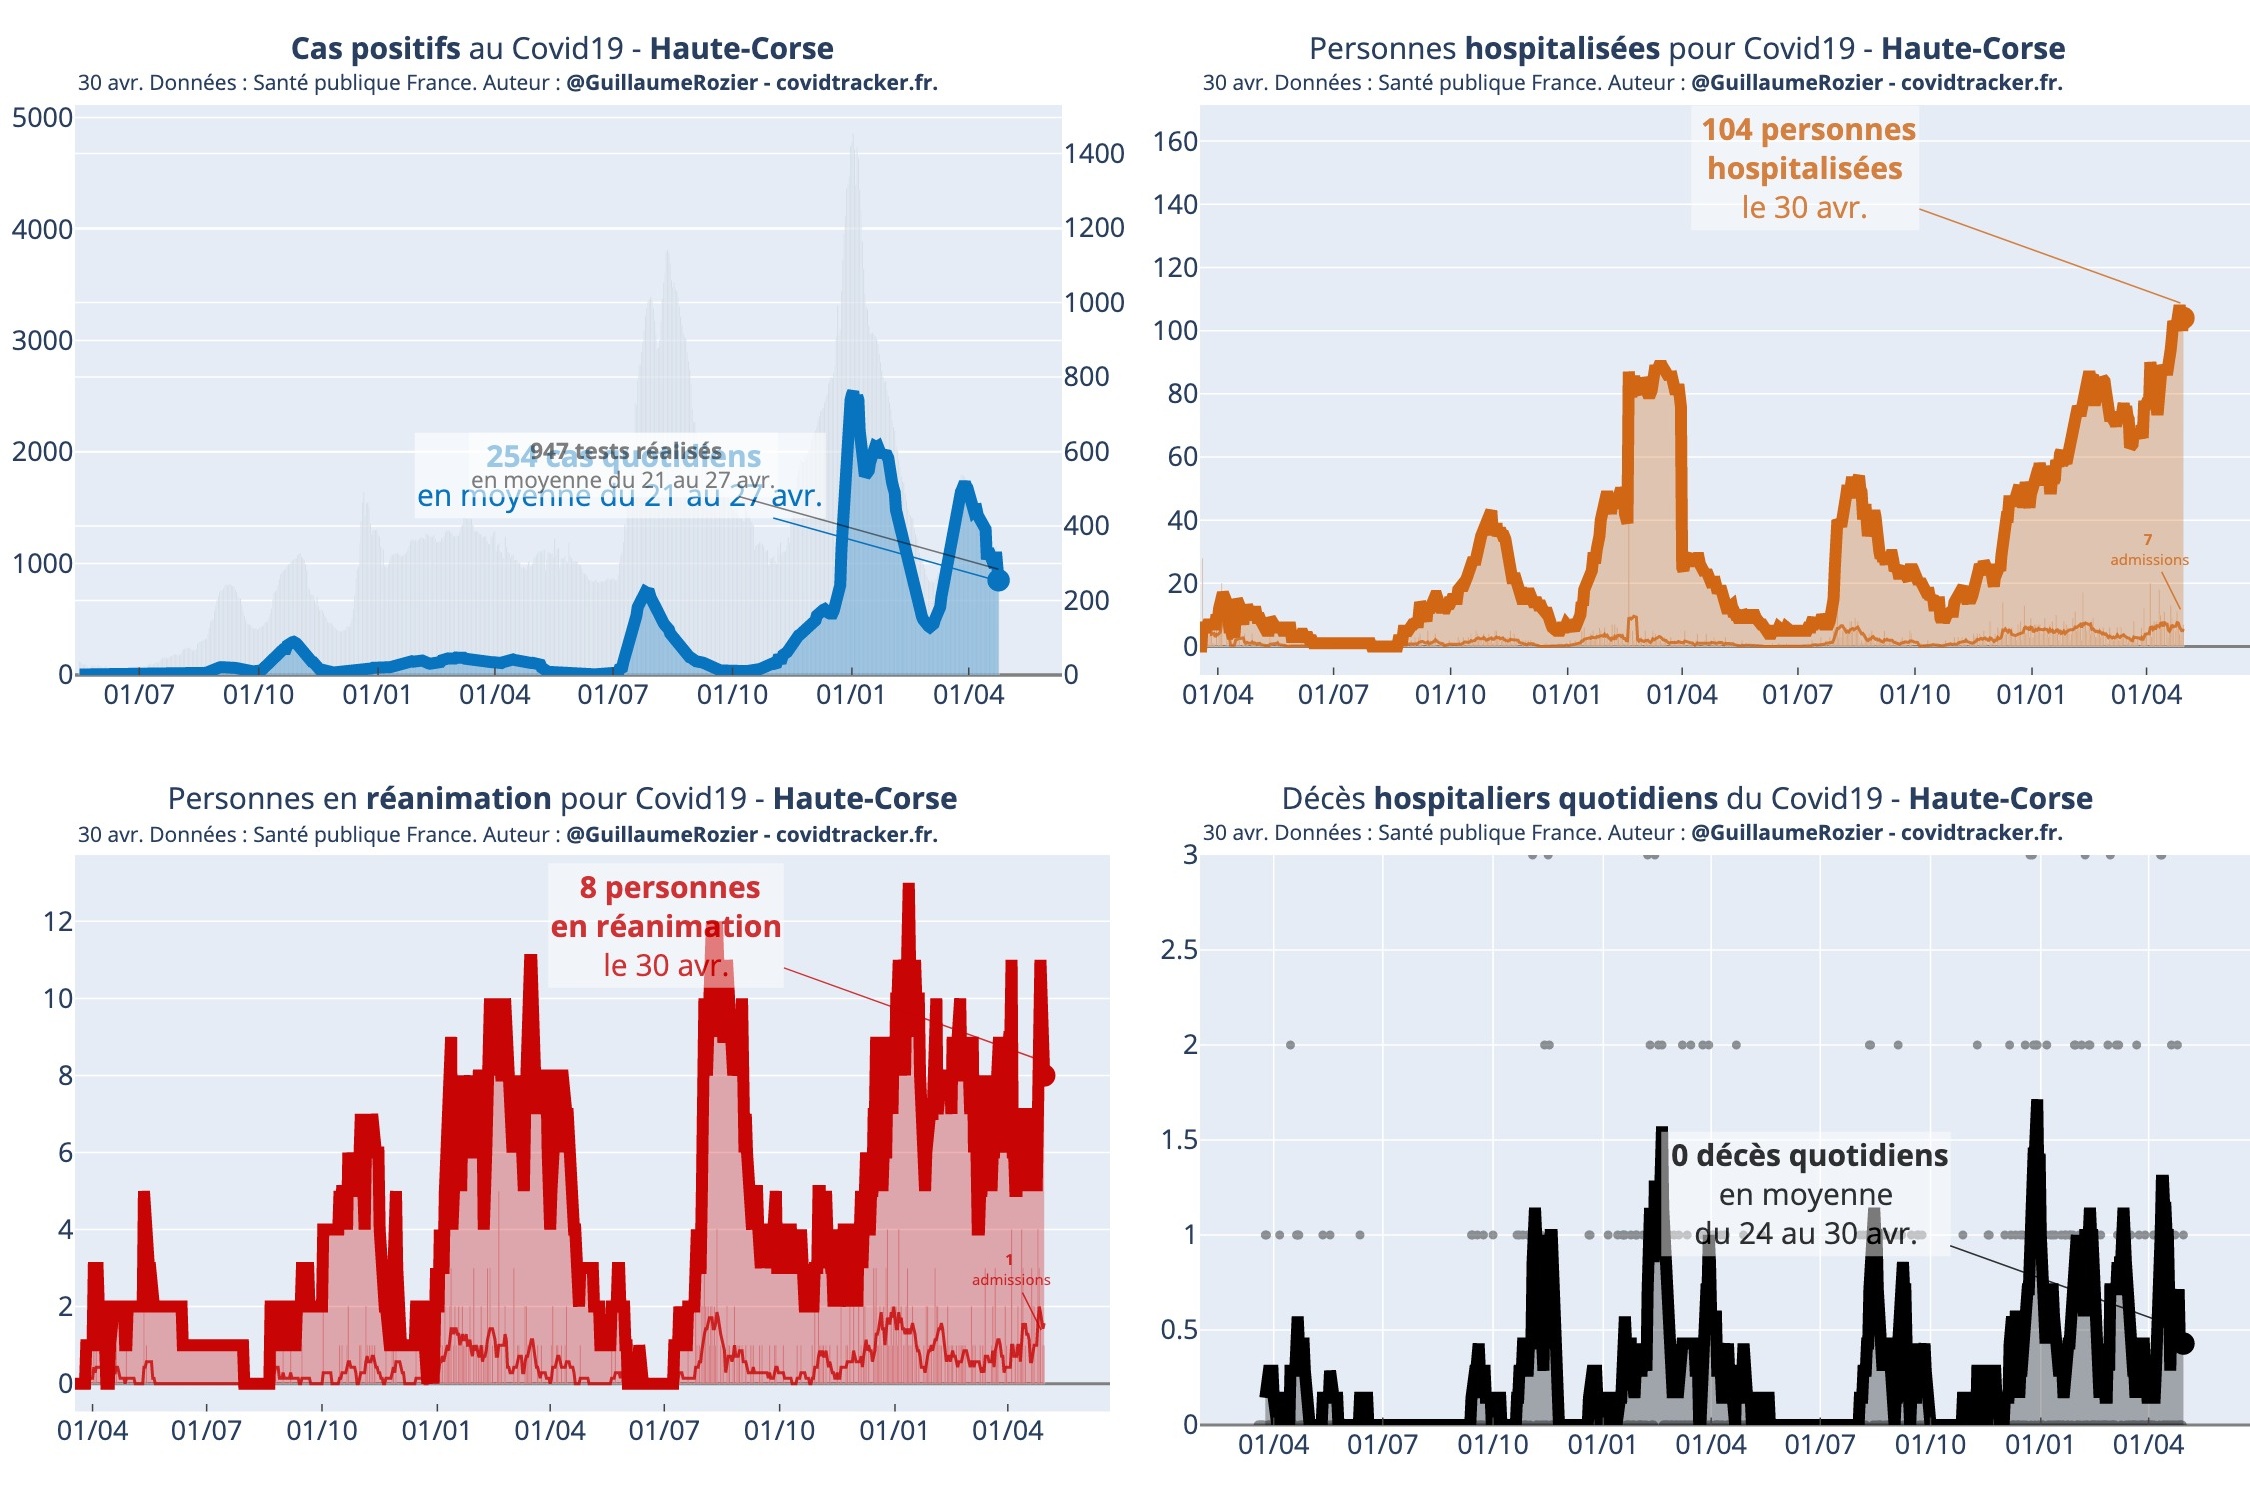 Cas positifs au Covid19 - Haute-Corse
30 avr. Données : Santé publique France. Auteur : @GuillaumeRozier - covidtracker.fr.
5000
4000
3000
2000
1000
0
1400
1200
1000
800
600
400
200
0
947 tests réalisés
en moyenne du 21 au 27 avr.
254 cas quotidiens
en moyenne du 21 au 27 avr.
01/07 01/10 01/01 01/04 01/07 01/10 01/01 01/04
Personnes hospitalisées pour Covid19 - Haute-Corse
30 avr. Données : Santé publique France. Auteur : @GuillaumeRozier - covidtracker.fr.
160
140
120
100
80
60
40
20
0
104 personnes
hospitalisées
le 30 avr.
7
admissions
01/04 01/07 01/10 01/01 01/04 01/07 01/10 01/01 01/04
Personnes en réanimation pour Covid19 - Haute-Corse
30 avr. Données : Santé publique France. Auteur : @GuillaumeRozier - covidtracker.fr.
12
10
8
6
4
2
0
8 personnes
en réanimation
le 30 avr.
1
admissions
01/04 01/07 01/10 01/01 01/04 01/07 01/10 01/01 01/04
Décès hospitaliers quotidiens du Covid19 - Haute-Corse
30 avr. Données : Santé publique France. Auteur : @GuillaumeRozier - covidtracker.fr.
3
2.5
2
1.5
1
0.5
0
0 décès quotidiens
en moyenne
du 24 au 30 avr.
01/04 01/07 01/10 01/01 01/04 01/07 01/10 01/01 01/04